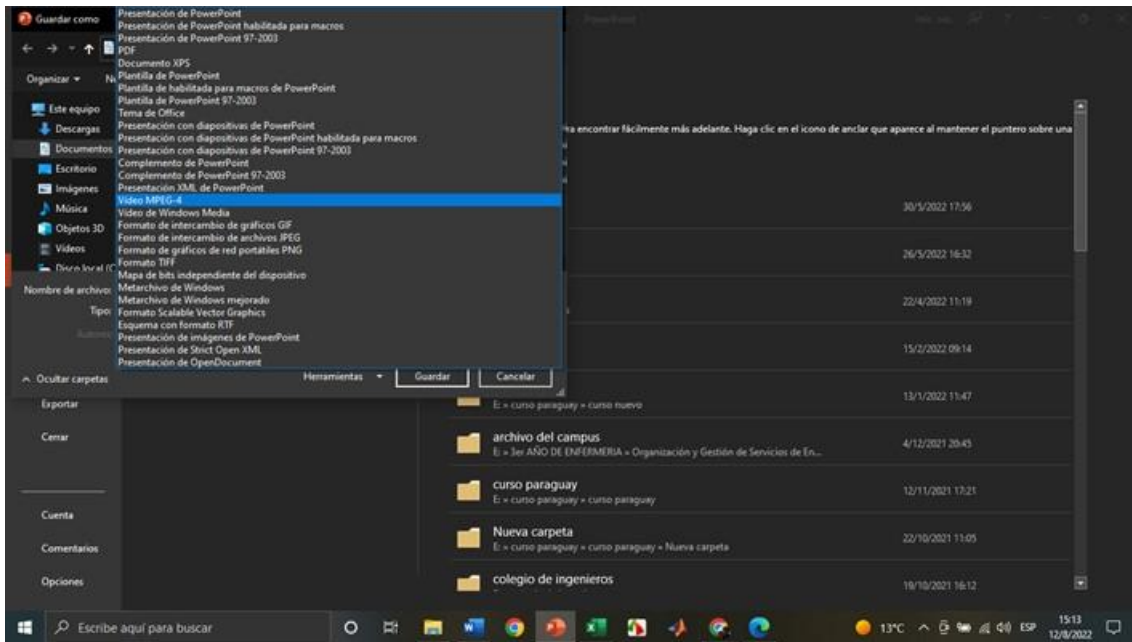 Guardar como
Presentación de PowerPoint
Presentación de PowerPoint habilitada para macros
Presentación de PowerPoint 97-2003
PDF
Documento XPS
Plantilla de PowerPoint
Plantilla de habilitada para macros de PowerPoint
Plantilla de PowerPoint 97-2003
Tema de Office
Presentación con diapositivas de PowerPoint
Presentación con diapositivas de PowerPoint habilitada para macros
Presentación con diapositivas de PowerPoint 97-2003
Complemento de PowerPoint
Complemento de PowerPoint 97-2003
Presentación XML de PowerPoint
Vídeo MPEG-4
Vídeo de Windows Media
Formato de intercambio de gráficos GIF
Formato de intercambio de archivos JPEG
Formato de gráficos de red portátiles PNG
Formato TIFF
Mapa de bits independiente del dispositivo
Metarchivo de Windows
Metarchivo de Windows mejorado
Formato Scalable Vector Graphics
Esquema con formato RTF
Presentación de imágenes de PowerPoint
Presentación de Strict Open XML
Presentación de OpenDocument
Organizar
Este equipo
Descargas
Documentos
Escritorio
Imágenes
Música
Objetos 3D
Vídeos
Disco local (C
Nombre de archivo:
Tipo:
Ocultar carpetas
Herramientas
Guardar
Cancelar
encontrar fácilmente más adelante. Haga clic en el icono de anclar que aparece al mantener el puntero sobre una
30/5/2022 17:56
26/5/2022 16:32
22/4/2022 11:19
15/2/2022 09:14
E: » curso paraguay » curso nuevo
13/1/2022 11:47
archivo del campus
4/12/2021 20:45
E: » 3er AÑO DE ENFERMERIA » Organización y Gestión de Servicios de En...
curso paraguay
12/11/2021 17:21
E: » curso paraguay » curso paraguay
Nueva carpeta
22/10/2021 11:05
E: » curso paraguay » curso paraguay » Nueva carpeta
colegio de ingenieros
19/10/2021 16:12
Exportar
Cerrar
Cuenta
Comentarios
Opciones
Escribe aquí para buscar
13°C
ESP
15:13
12/8/2022